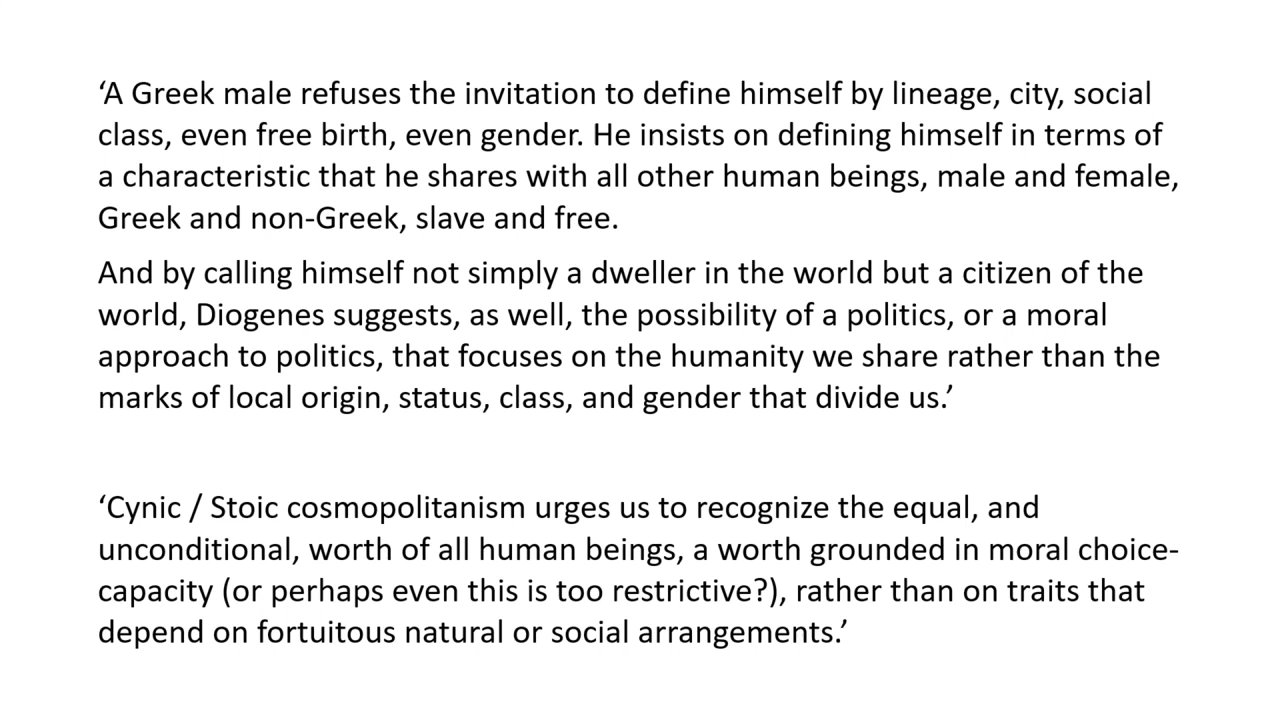 ‘A Greek male refuses the invitation to define himself by lineage, city, social
class, even free birth, even gender. He insists on defining himself in terms of
a characteristic that he shares with all other human beings, male and female,
Greek and non-Greek, slave and free.
And by calling himself not simply a dweller in the world but a citizen of the
world, Diogenes suggests, as well, the possibility of a politics, or a moral
approach to politics, that focuses on the humanity we share rather than the
marks of local origin, status, class, and gender that divide us.’
‘Cynic / Stoic cosmopolitanism urges us to recognize the equal, and
unconditional, worth of all human beings, a worth grounded in moral choice-
capacity (or perhaps even this is too restrictive?), rather than on traits that
depend on fortuitous natural or social arrangements.’